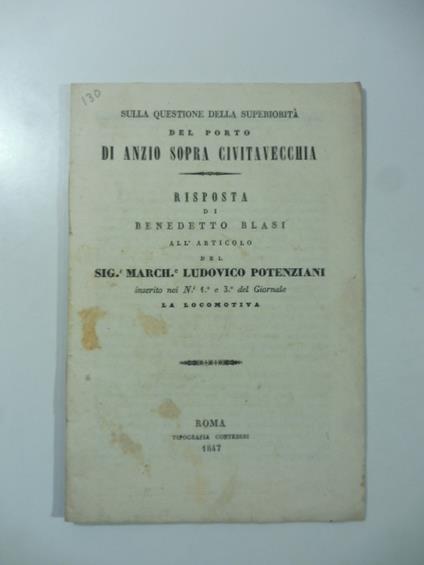 130
SULLA QUESTIONE DELLA SUPERIORITÀ
DEL PORTO
DI ANZIO SOPRA CIVITAVECCHIA
RISPOSTA
DI
BENEDETTO BLASI
ALL' ARTICOLO
DEL
SIG.e MARCH.e LUDOVICO POTENZIANI
inserito nei N.i 1.º e 3.º del Giornale
LA LOCOMOTIVA
ROMA
TIPOGRAFIA CONTEDINI
1847